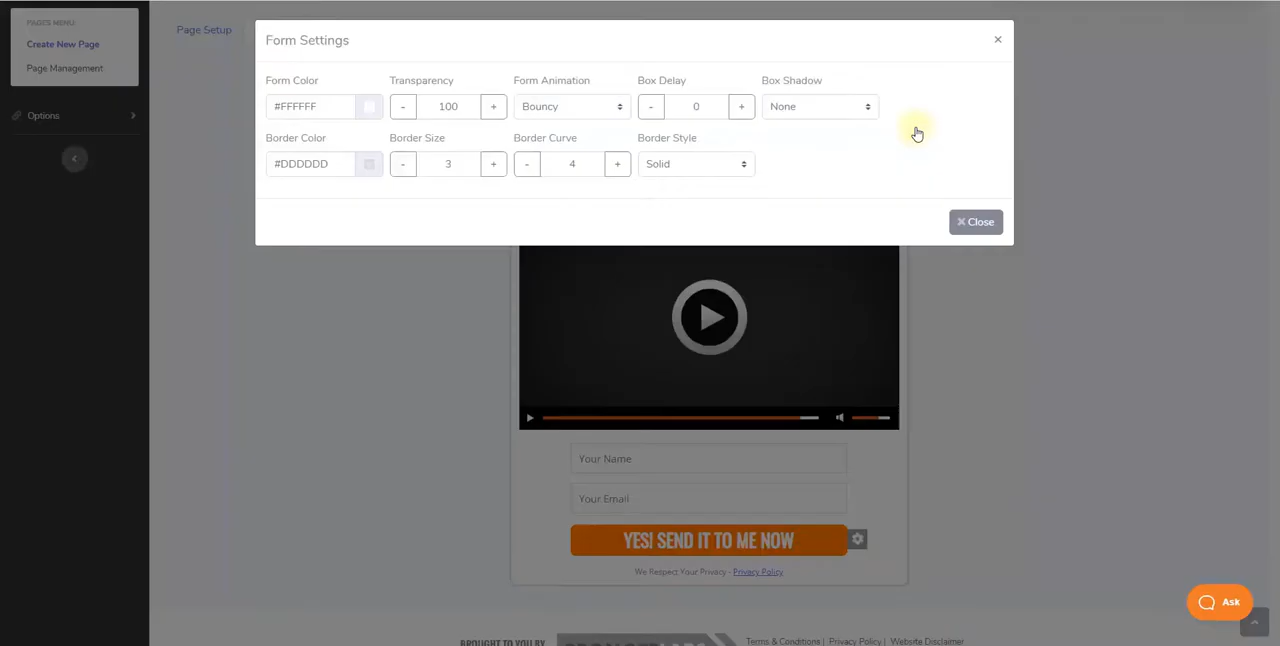 PAGES MENU
Create New Page
Page Management
Options
Page Setup
Form Settings
×
Form Color
Transparency
Form Animation
Box Delay
Box Shadow
#FFFFFF
- 100 +
Bouncy
- 0 +
None
Border Color
Border Size
Border Curve
Border Style
#DDDDDD
- 3 +
- 4 +
Solid
× Close
Your Name
Your Email
YES! SEND IT TO ME NOW
We Respect Your Privacy - Privacy Policy
Ask
BROUGHT TO YOU BY
Terms & Conditions | Privacy Policy | Website Disclaimer